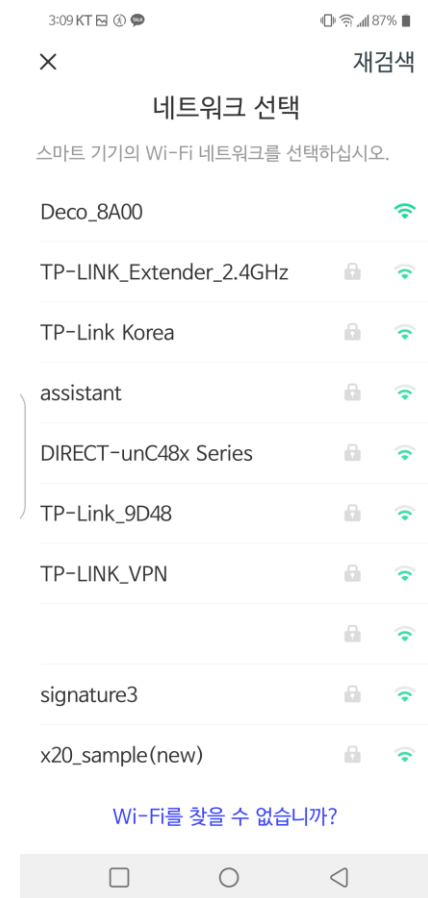 3:09 KT
87%
재검색
네트워크 선택
스마트 기기의 Wi-Fi 네트워크를 선택하십시오.
Deco_8A00
TP-LINK_Extender_2.4GHz
TP-Link Korea
assistant
DIRECT-unC48x Series
TP-Link_9D48
TP-LINK_VPN
signature3
x20_sample(new)
Wi-Fi를 찾을 수 없습니까?